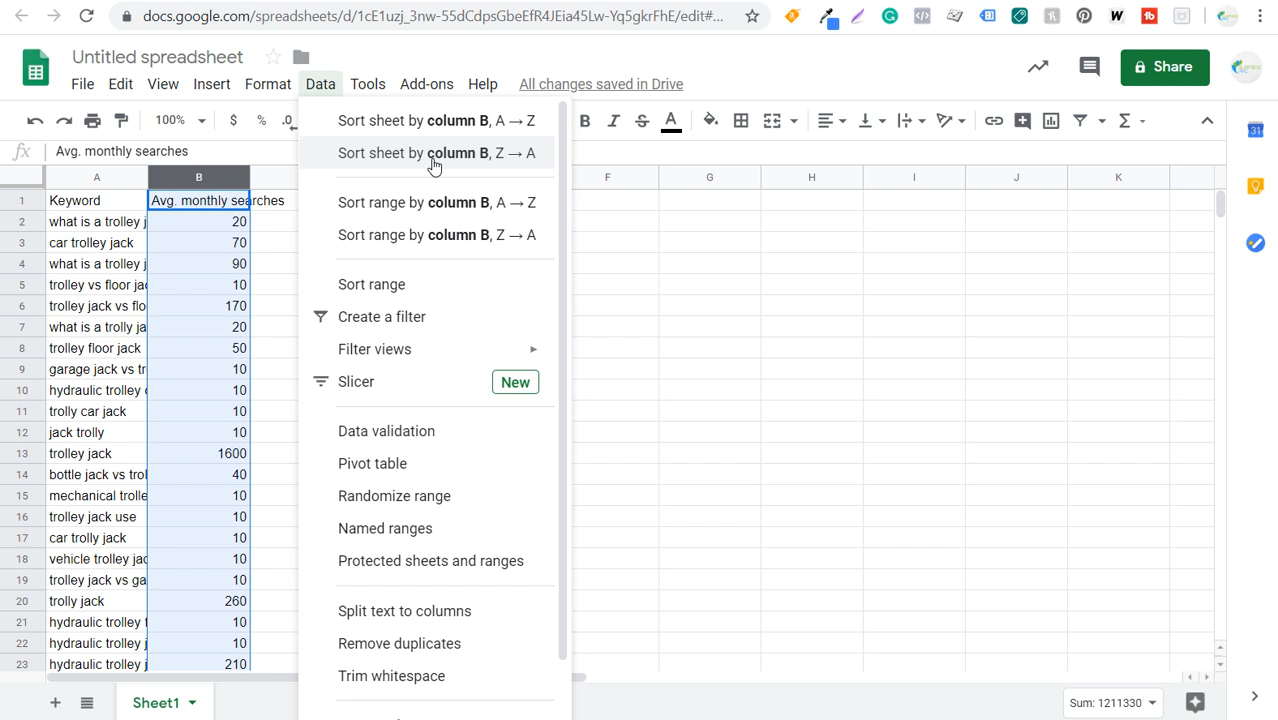 docs.google.com/spreadsheets/d/1cE1uzj_3nw-55dCdpsGbeEfR4JEia45Lw-Yq5gkrFhE/edit#...
Untitled spreadsheet
File Edit View Insert Format Data Tools Add-ons Help All changes saved in Drive
Share
100% $ % .0 B I S A
fx Avg. monthly searches
A B F G H I J K
1 Keyword Avg. monthly searches
2 what is a trolley j 20
3 car trolley jack 70
4 what is a trolley j 90
5 trolley vs floor jac 10
6 trolley jack vs flo 170
7 what is a trolly ja 20
8 trolley floor jack 50
9 garage jack vs tr 10
10 hydraulic trolley c 10
11 trolly car jack 10
12 jack trolly 10
13 trolley jack 1600
14 bottle jack vs trol 40
15 mechanical trolle 10
16 trolley jack use 10
17 car trolly jack 10
18 vehicle trolley jac 10
19 trolley jack vs ga 10
20 trolly jack 260
21 hydraulic trolley 10
22 hydraulic trolley j 10
23 hydraulic trolley j 210
Sort sheet by column B, A → Z
Sort sheet by column B, Z → A
Sort range by column B, A → Z
Sort range by column B, Z → A
Sort range
Create a filter
Filter views
Slicer New
Data validation
Pivot table
Randomize range
Named ranges
Protected sheets and ranges
Split text to columns
Remove duplicates
Trim whitespace
Sheet1
Sum: 1211330
31